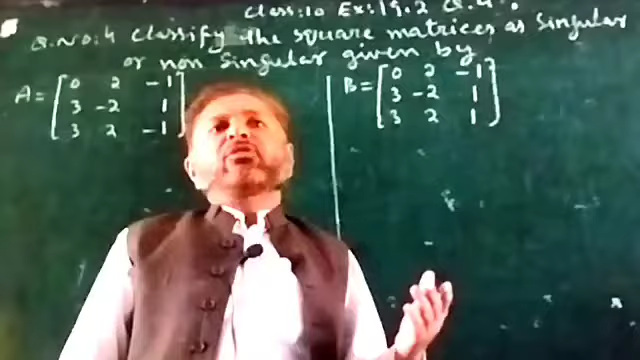 Class:10 Ex:19.2 Q.4.
Q.No:4 Classify the square matrices as Singular
or non Singular given by
A = [ 0 2 -1
3 -2 1
3 2 -1 ]
B = [ 0 2 -1
3 -2 1
3 2 1 ]